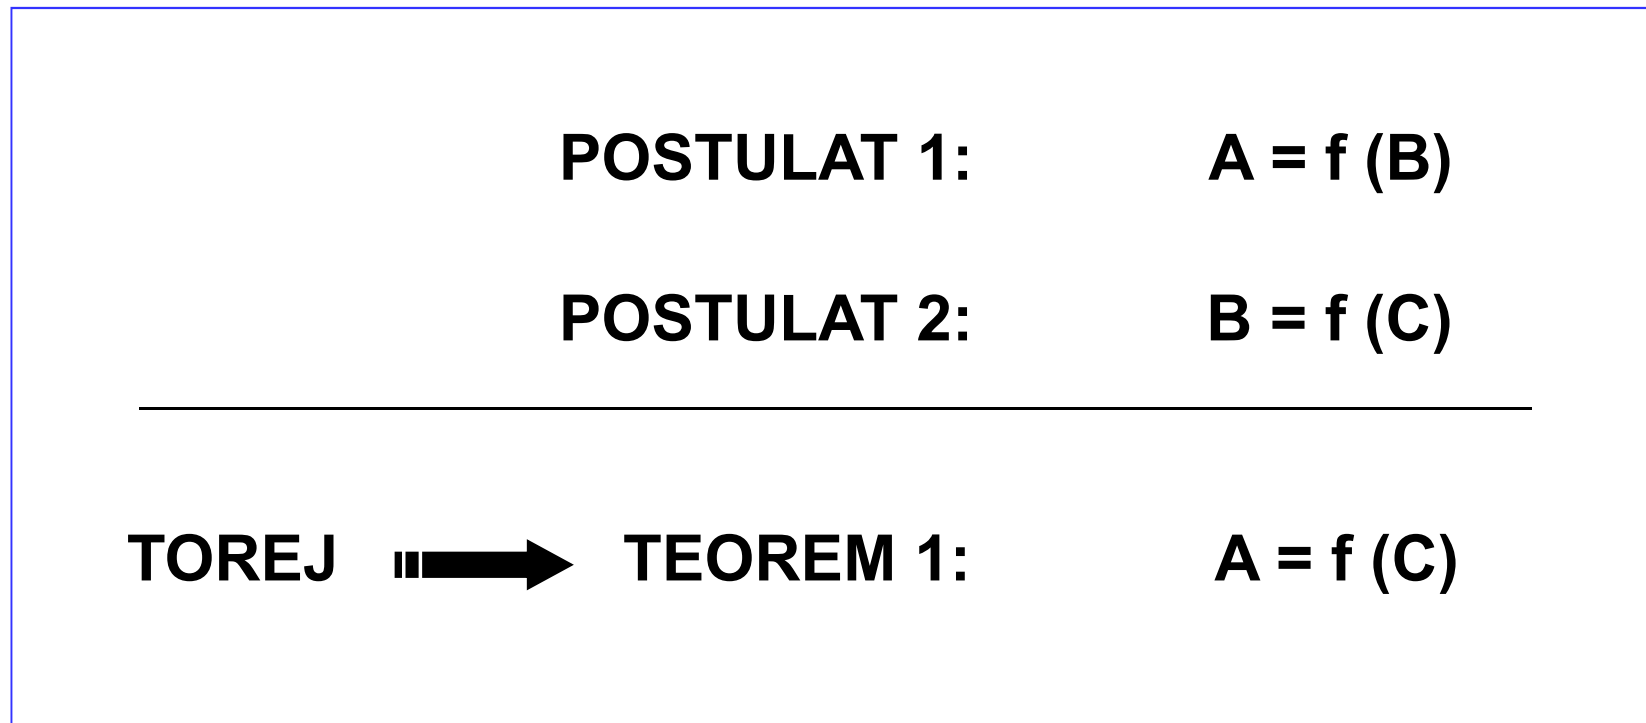 POSTULAT 1: A = f (B)
POSTULAT 2: B = f (C)
TOREJ TEOREM 1: A = f (C)